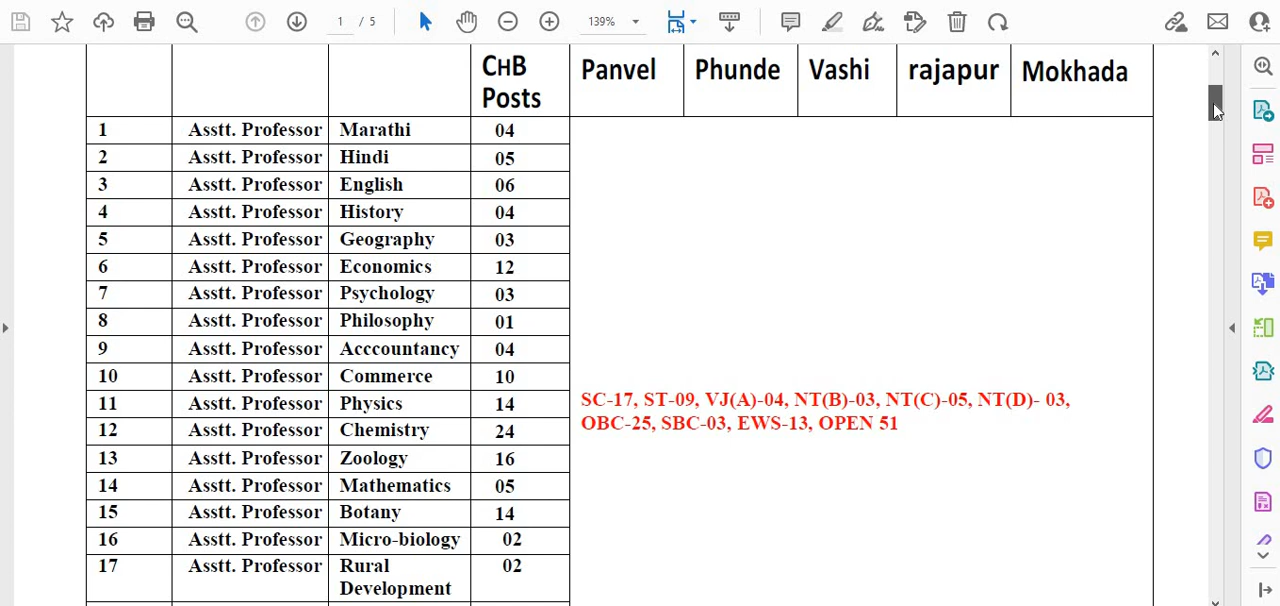 1 / 5 139%
CHB Posts Panvel Phunde Vashi rajapur Mokhada
1 Asstt. Professor Marathi 04
2 Asstt. Professor Hindi 05
3 Asstt. Professor English 06
4 Asstt. Professor History 04
5 Asstt. Professor Geography 03
6 Asstt. Professor Economics 12
7 Asstt. Professor Psychology 03
8 Asstt. Professor Philosophy 01
9 Asstt. Professor Acccountancy 04
10 Asstt. Professor Commerce 10
11 Asstt. Professor Physics 14
12 Asstt. Professor Chemistry 24
13 Asstt. Professor Zoology 16
14 Asstt. Professor Mathematics 05
15 Asstt. Professor Botany 14
16 Asstt. Professor Micro-biology 02
17 Asstt. Professor Rural Development 02
SC-17, ST-09, VJ(A)-04, NT(B)-03, NT(C)-05, NT(D)- 03,
OBC-25, SBC-03, EWS-13, OPEN 51